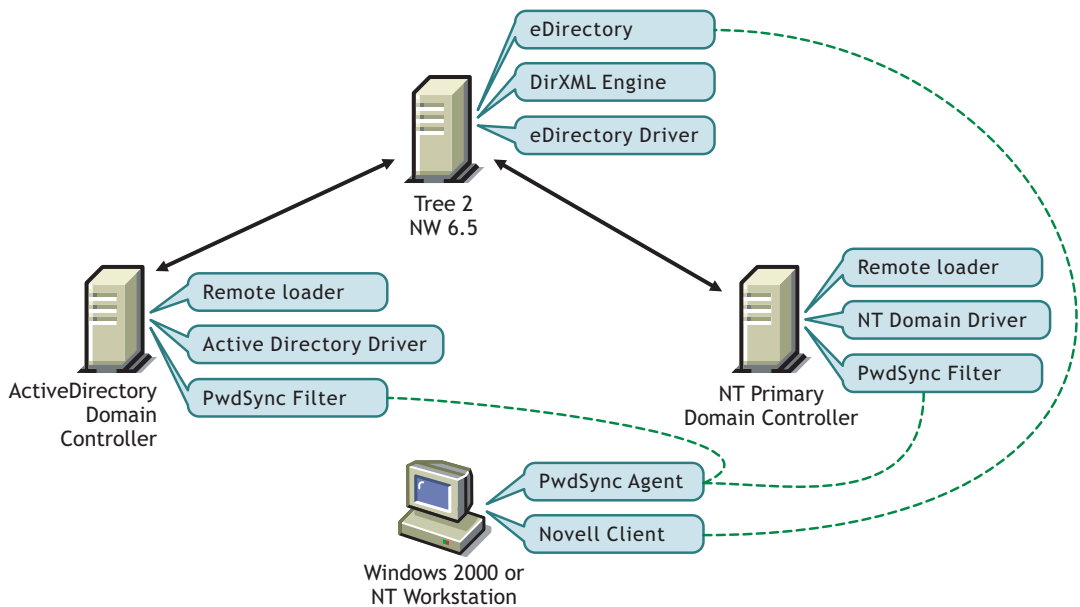 eDirectory
DirXML Engine
eDirectory Driver
Tree 2
NW 6.5
Remote loader
Active Directory Driver
PwdSync Filter
ActiveDirectory
Domain
Controller
Remote loader
NT Domain Driver
PwdSync Filter
NT Primary
Domain Controller
PwdSync Agent
Novell Client
Windows 2000 or
NT Workstation